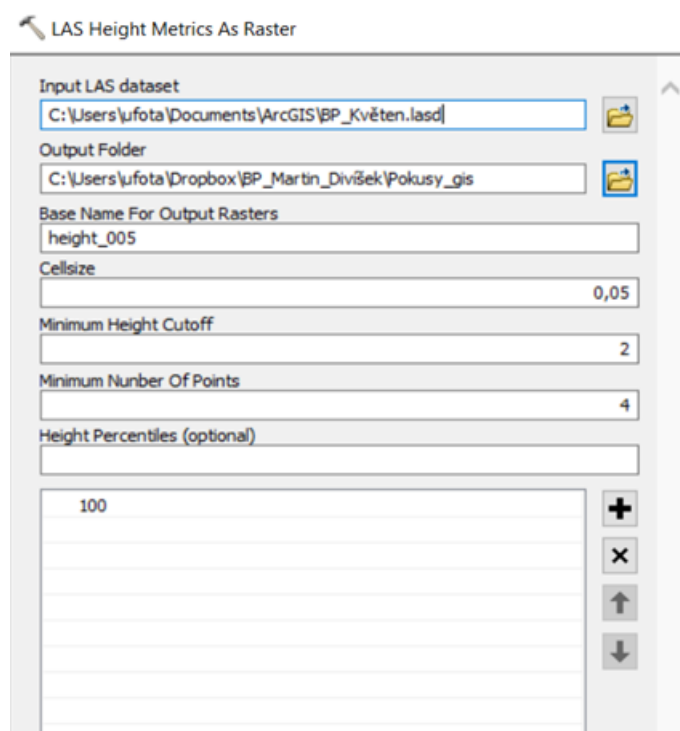 LAS Height Metrics As Raster
Input LAS dataset
C:\Users\ufota\Documents\ArcGIS\BP_Květen.lasd
Output Folder
C:\Users\ufota\Dropbox\BP_Martin_Divíšek\Pokusy_gis
Base Name For Output Rasters
height_005
Cellsize
0,05
Minimum Height Cutoff
2
Minimum Nunber Of Points
4
Height Percentiles (optional)
100